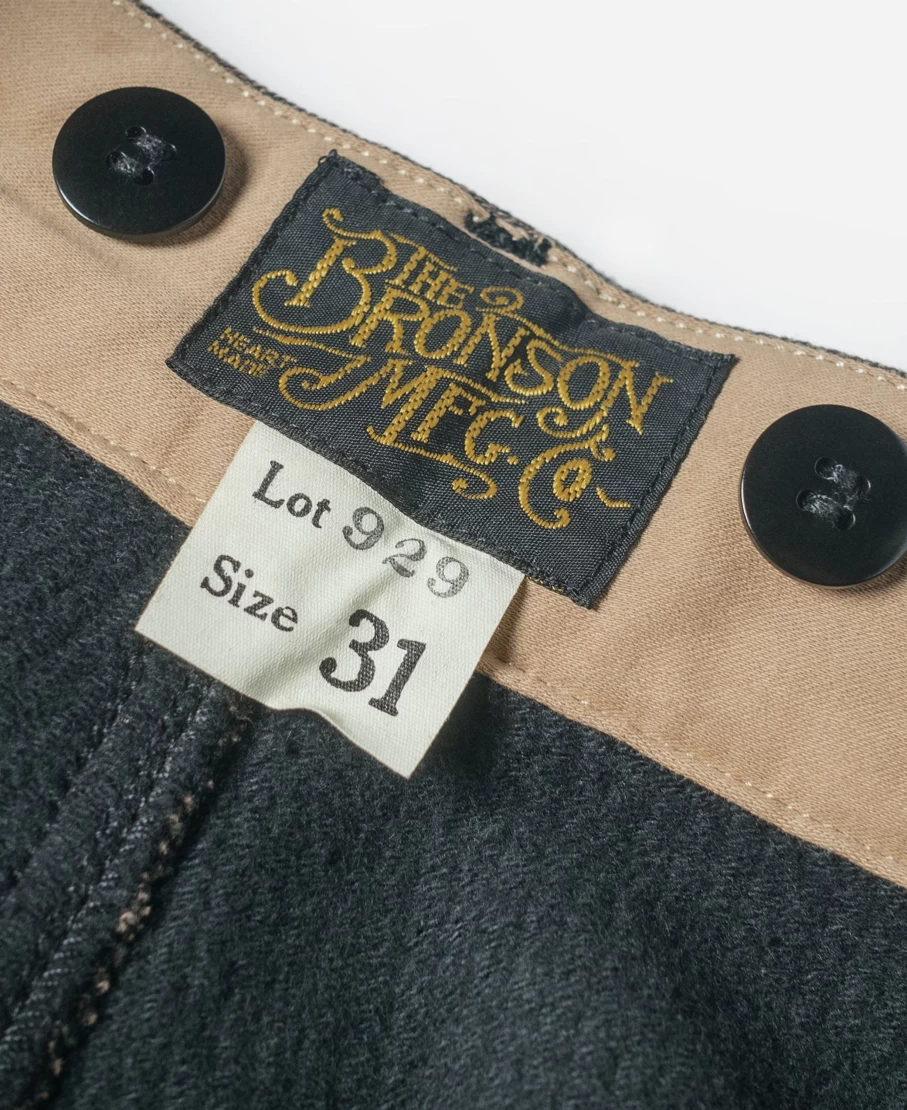 THE
BRONSON
MFG. Co.
HEART
MADE
Lot 929
Size 31